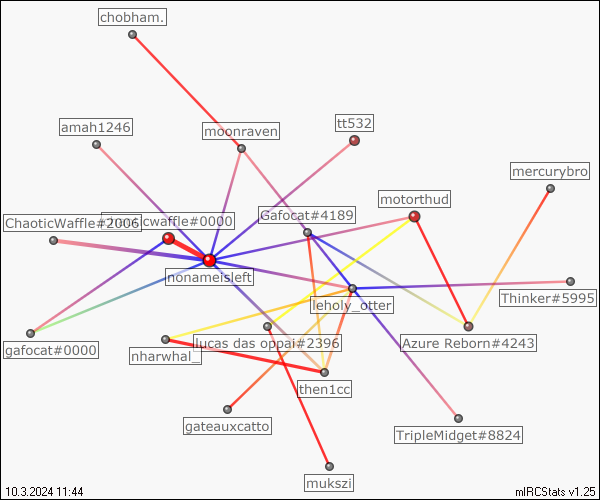 chobham.
amah1246
moonraven
tt532
mercurybro
motorthud
ChaoticWaffle#2006
chaoticwaffle#0000
Gafocat#4189
nonameisleft
leholy_otter
Thinker#5995
gafocat#0000
nharwhal_
lucas das oppai#2396
Azure Reborn#4243
then1cc
gateauxcatto
TripleMidget#8824
mukszi
10.3.2024 11:44
mIRCStats v1.25